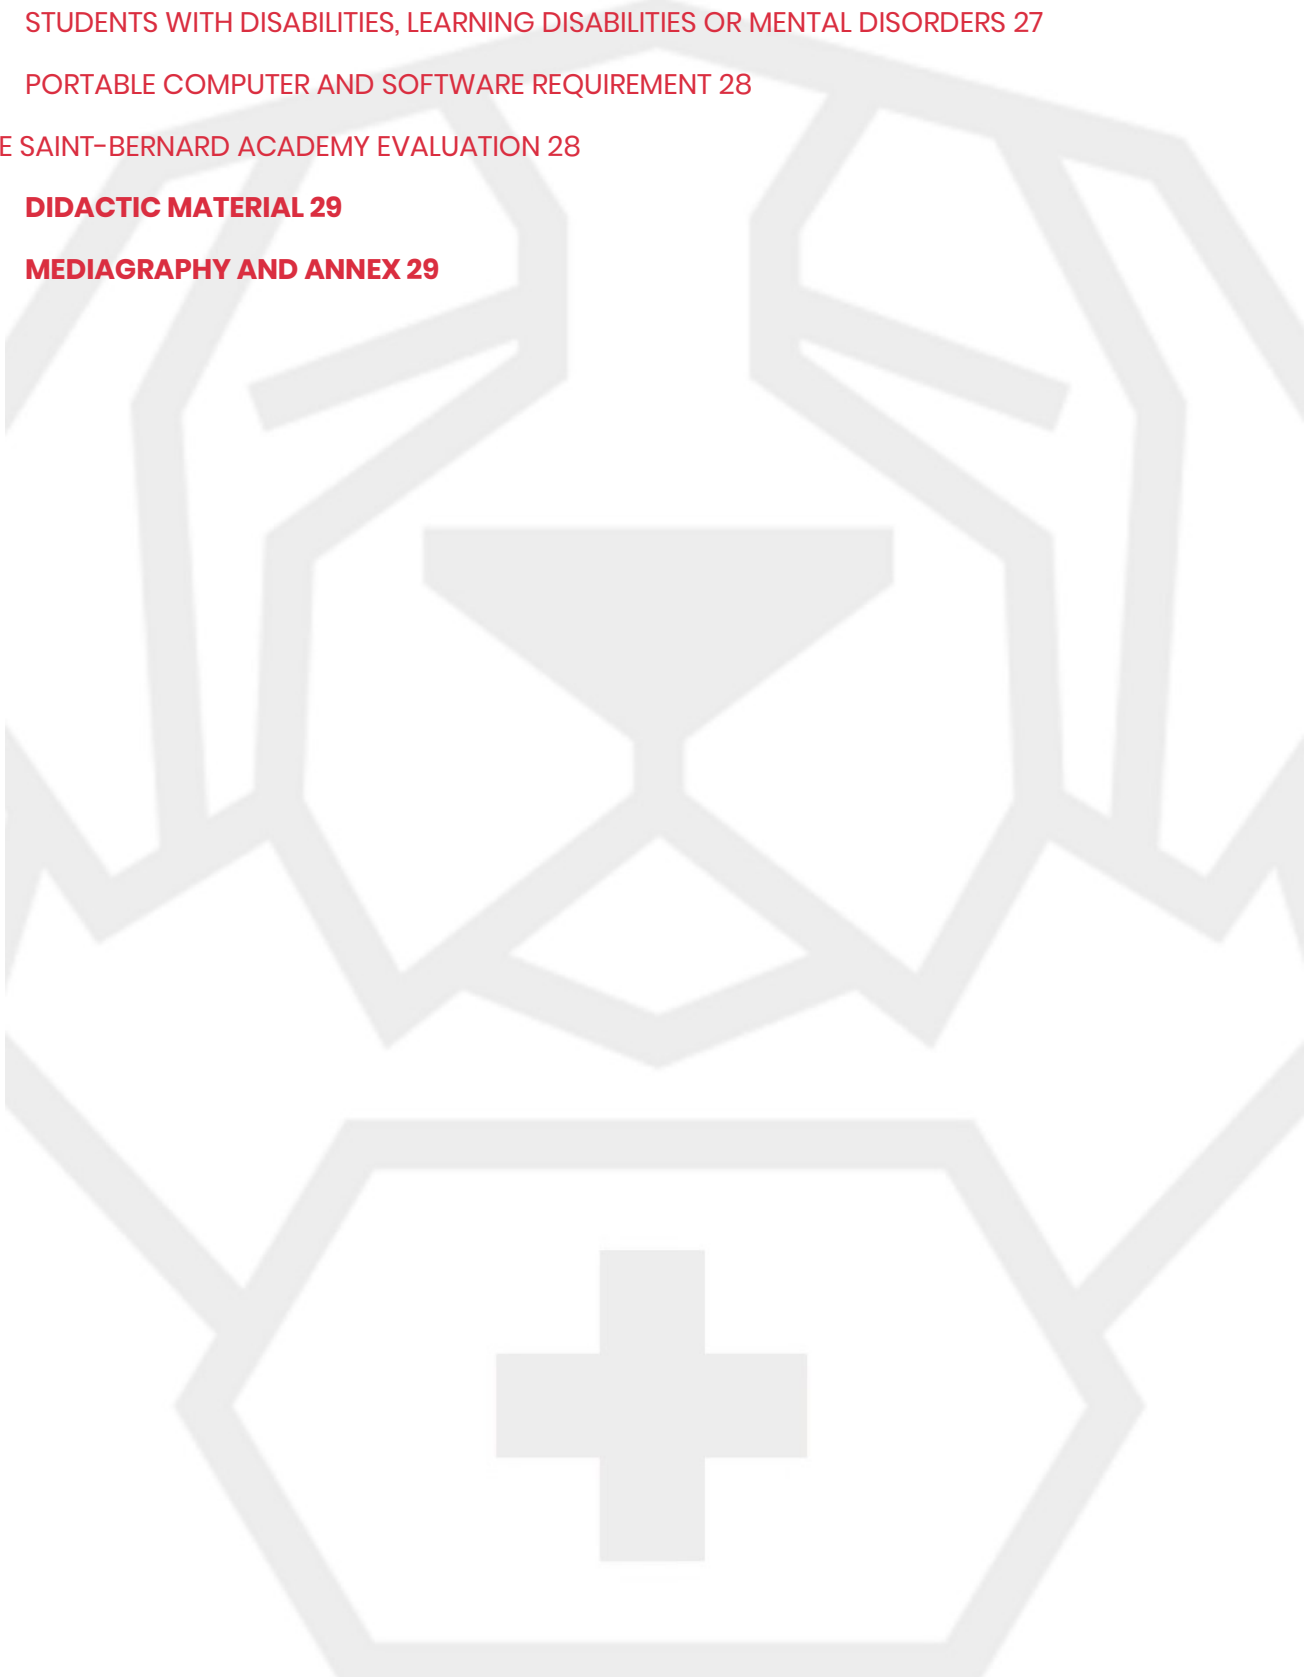 STUDENTS WITH DISABILITIES, LEARNING DISABILITIES OR MENTAL DISORDERS 27
PORTABLE COMPUTER AND SOFTWARE REQUIREMENT 28
E SAINT-BERNARD ACADEMY EVALUATION 28
DIDACTIC MATERIAL 29
MEDIAGRAPHY AND ANNEX 29